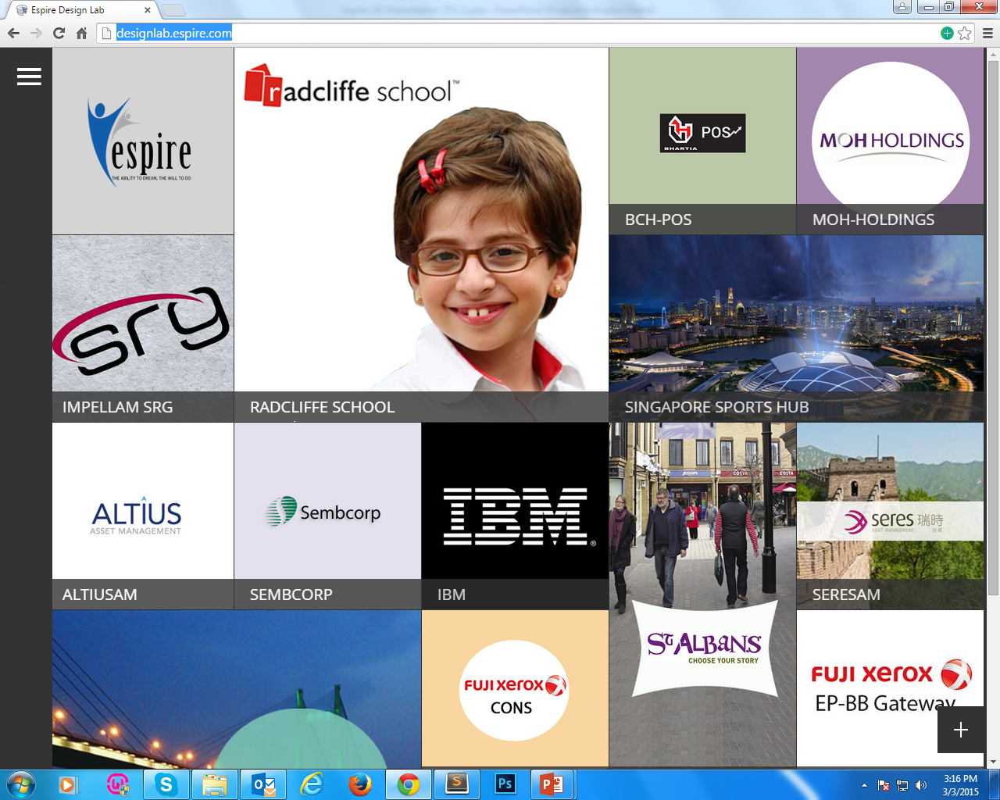 Espire Design Lab
designlab.espire.com
espire
THE ABILITY TO DREAM, THE WILL TO DO
radcliffe school™
BHARTIA
POS
BCH-POS
MOH HOLDINGS
MOH-HOLDINGS
srg
IMPELLAM SRG
RADCLIFFE SCHOOL
SINGAPORE SPORTS HUB
ALTIUS
ASSET MANAGEMENT
ALTIUSAM
Sembcorp
SEMBCORP
IBM®
IBM
JESSOPS
COSTA
COSTA
ST ALBANS
CHOOSE YOUR STORY
seres 瑞時
ASSET MANAGEMENT
SERESAM
FUJI xerox
CONS
FUJI xerox
EP-BB Gateway
3:16 PM
3/3/2015